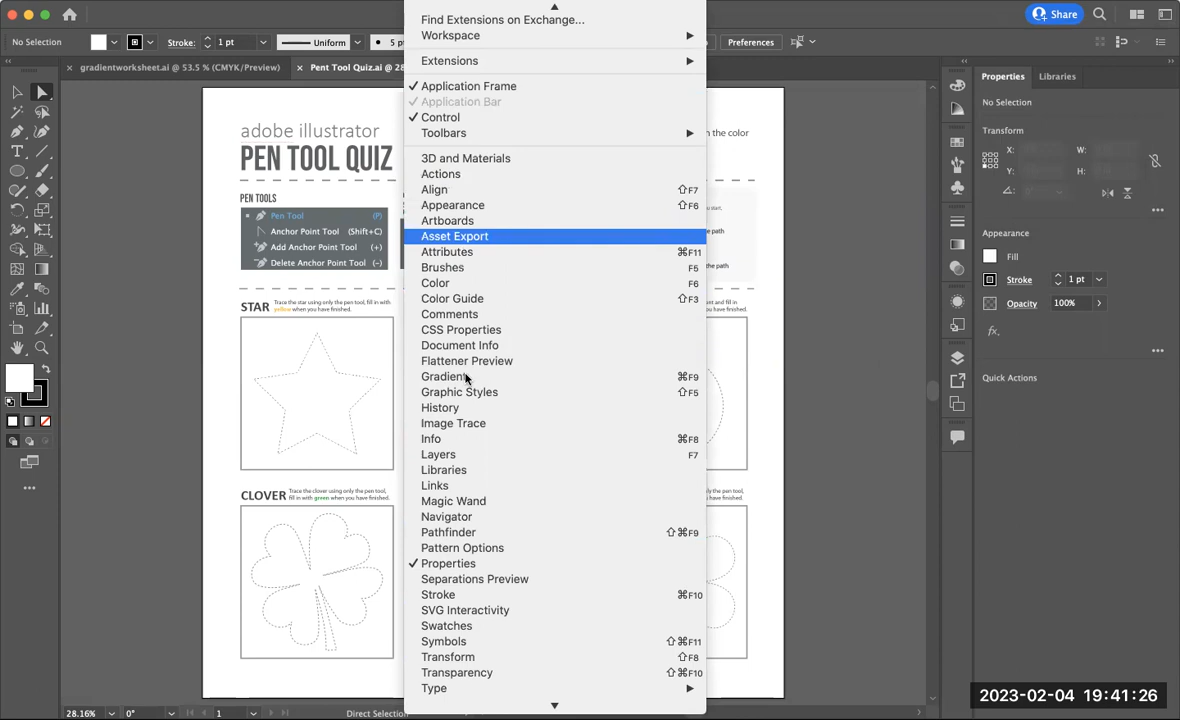 Share
No Selection
Stroke:
1 pt
Uniform
5 p
Preferences
gradientworksheet.ai @ 53.5 % (CMYK/Preview)
Pen Tool Quiz.ai @ 28
Find Extensions on Exchange...
Workspace
Extensions
Application Frame
Application Bar
Control
Toolbars
3D and Materials
Actions
Align ⇧F7
Appearance ⇧F6
Artboards
Asset Export
Attributes ⌘F11
Brushes F5
Color F6
Color Guide ⇧F3
Comments
CSS Properties
Document Info
Flattener Preview
Gradient ⌘F9
Graphic Styles ⇧F5
History
Image Trace
Info ⌘F8
Layers F7
Libraries
Links
Magic Wand
Navigator
Pathfinder ⇧⌘F9
Pattern Options
Properties
Separations Preview
Stroke ⌘F10
SVG Interactivity
Swatches
Symbols ⇧⌘F11
Transform ⇧F8
Transparency ⇧⌘F10
Type
adobe illustrator
PEN TOOL QUIZ
n the color
PEN TOOLS
Pen Tool (P)
Anchor Point Tool (Shift+C)
Add Anchor Point Tool (+)
Delete Anchor Point Tool (-)
start.
the path
the path
STAR Trace the star using only the pen tool, fill in with
yellow when you have finished.
nt and fill in
have finished.
CLOVER Trace the clover using only the pen tool,
fill in with green when you have finished.
ly the pen tool,
have finished.
Properties
Libraries
No Selection
Transform
X:
W:
Y:
H:
Appearance
Fill
Stroke
1 pt
Opacity
100%
fx.
Quick Actions
28.16%
0°
1
Direct Selection
2023-02-04 19:41:26